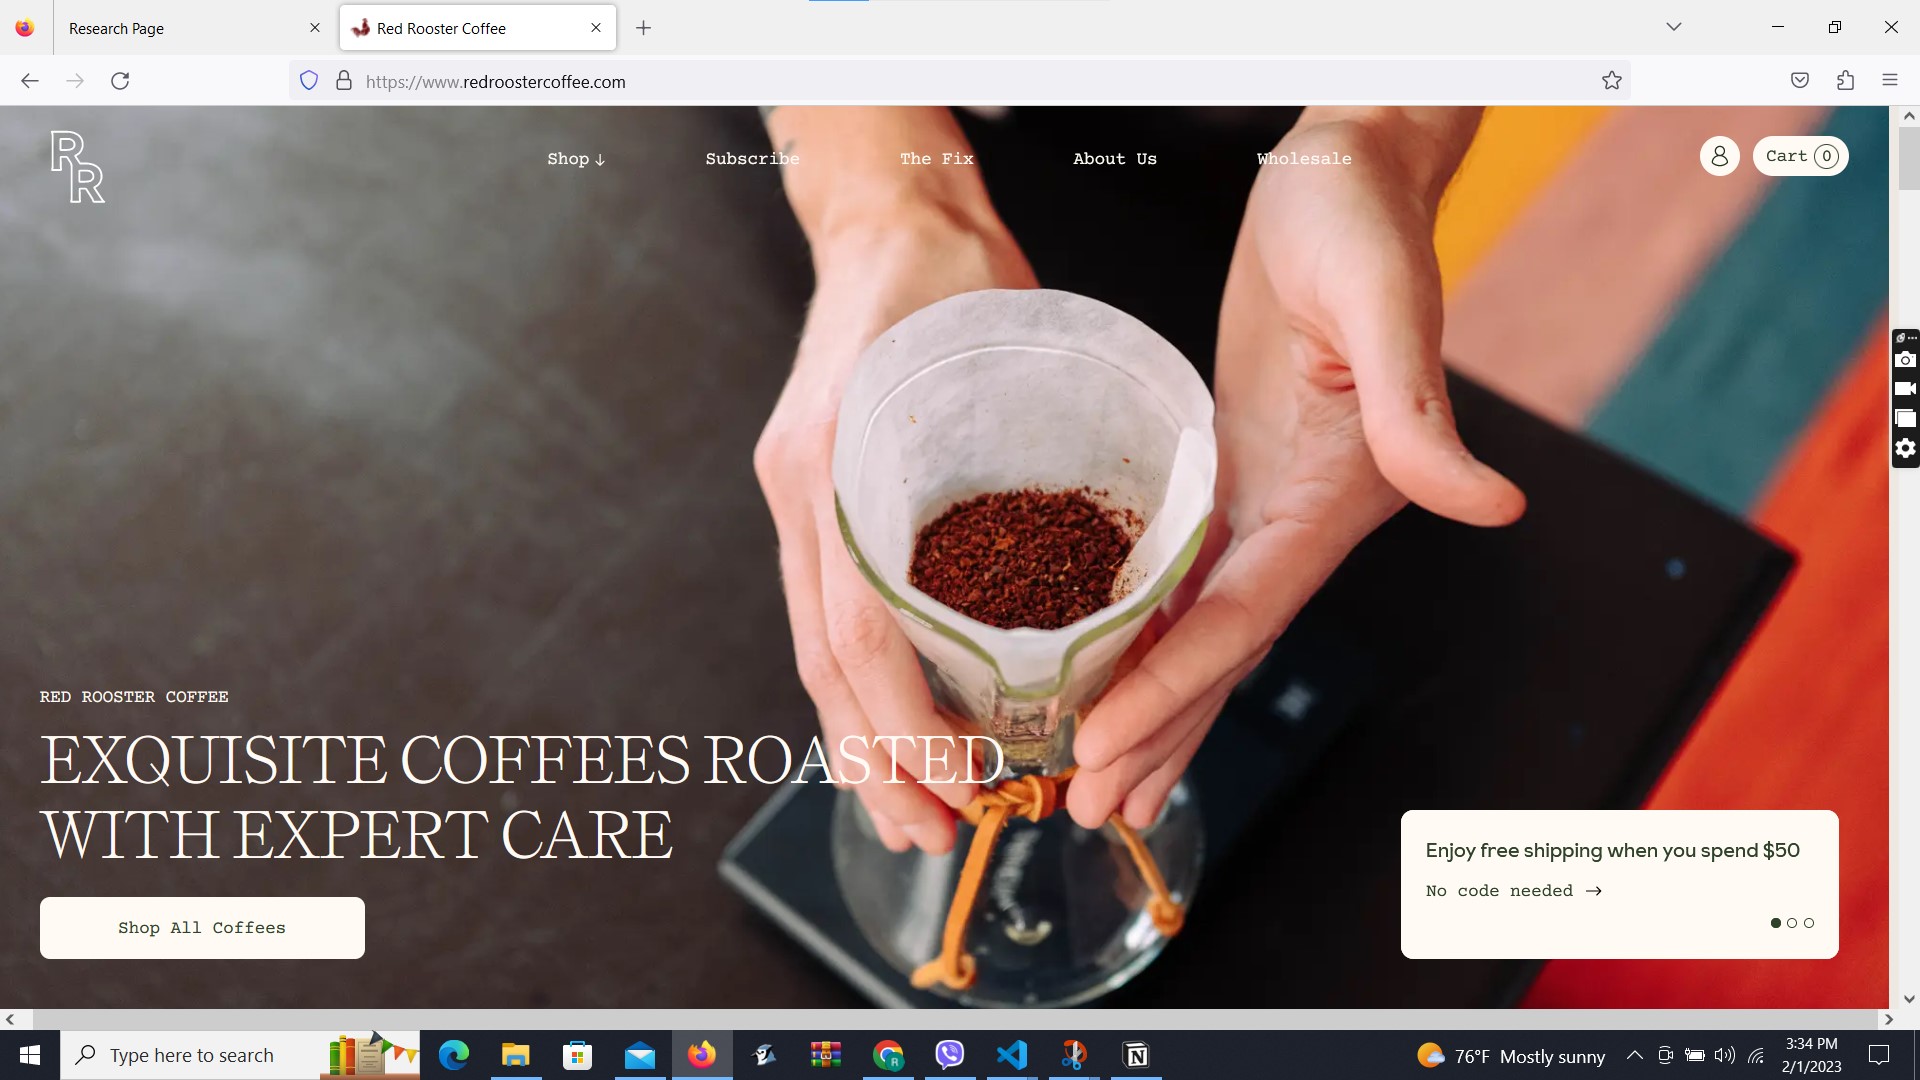 Research Page
Red Rooster Coffee
https://www.redroostercoffee.com
RR
Shop ↓
Subscribe
The Fix
About Us
Wholesale
Cart 0
RED ROOSTER COFFEE
EXQUISITE COFFEES ROASTED
WITH EXPERT CARE
Shop All Coffees
Enjoy free shipping when you spend $50
No code needed →
Type here to search
76°F Mostly sunny
3:34 PM
2/1/2023